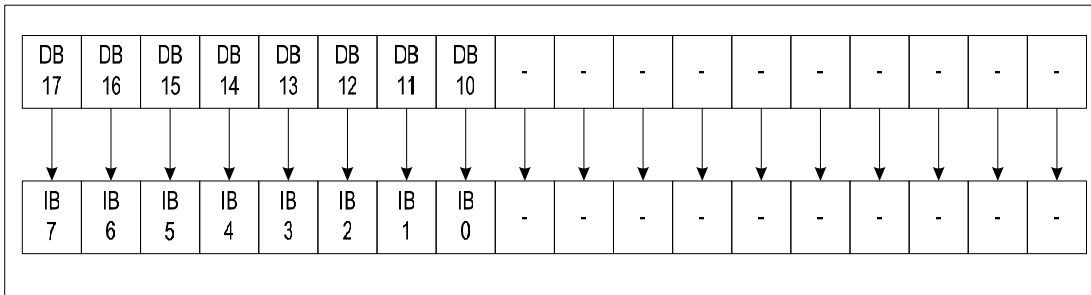 DB DB DB DB DB DB DB DB - - - - - - - - - -
17 16 15 14 13 12 11 10
IB IB IB IB IB IB IB IB - - - - - - - - - -
7 6 5 4 3 2 1 0